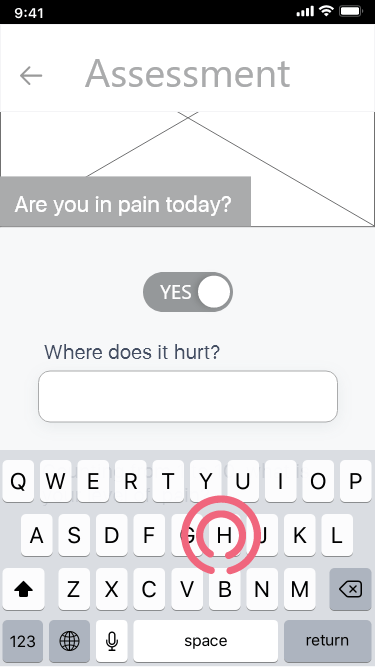 9:41
Assessment
Are you in pain today?
YES
Where does it hurt?
Q W E R T Y U I O P
A S D F G H J K L
Z X C V B N M
123 space return